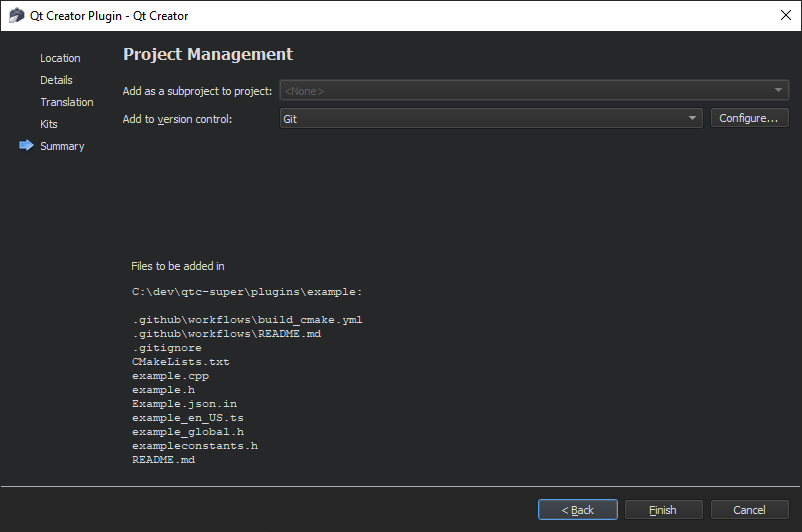 Qt Creator Plugin - Qt Creator
Location
Details
Translation
Kits
Summary
Project Management
Add as a subproject to project: <None>
Add to version control: Git Configure...
Files to be added in
C:\dev\qtc-super\plugins\example:
.github\workflows\build_cmake.yml
.github\workflows\README.md
.gitignore
CMakeLists.txt
example.cpp
example.h
Example.json.in
example_en_US.ts
example_global.h
exampleconstants.h
README.md
< Back Finish Cancel